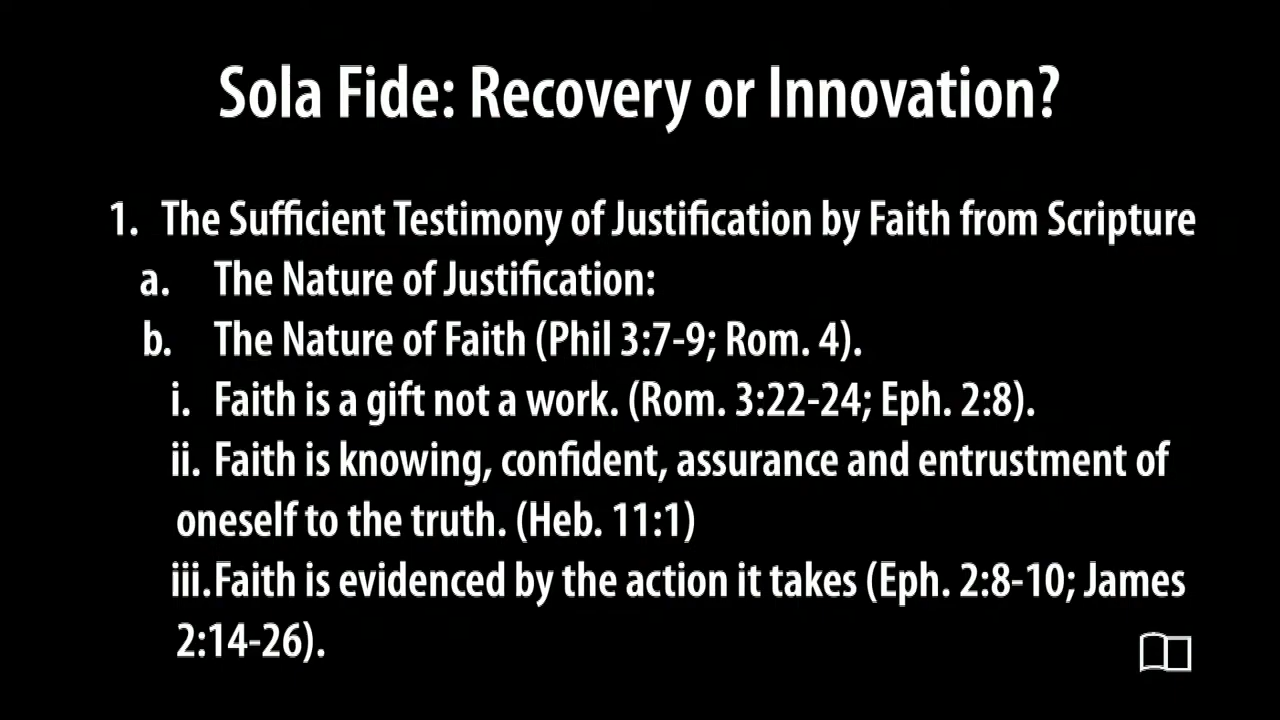 Sola Fide: Recovery or Innovation?
1. The Sufficient Testimony of Justification by Faith from Scripture
a. The Nature of Justification:
b. The Nature of Faith (Phil 3:7-9; Rom. 4).
i. Faith is a gift not a work. (Rom. 3:22-24; Eph. 2:8).
ii. Faith is knowing, confident, assurance and entrustment of
oneself to the truth. (Heb. 11:1)
iii. Faith is evidenced by the action it takes (Eph. 2:8-10; James
2:14-26).